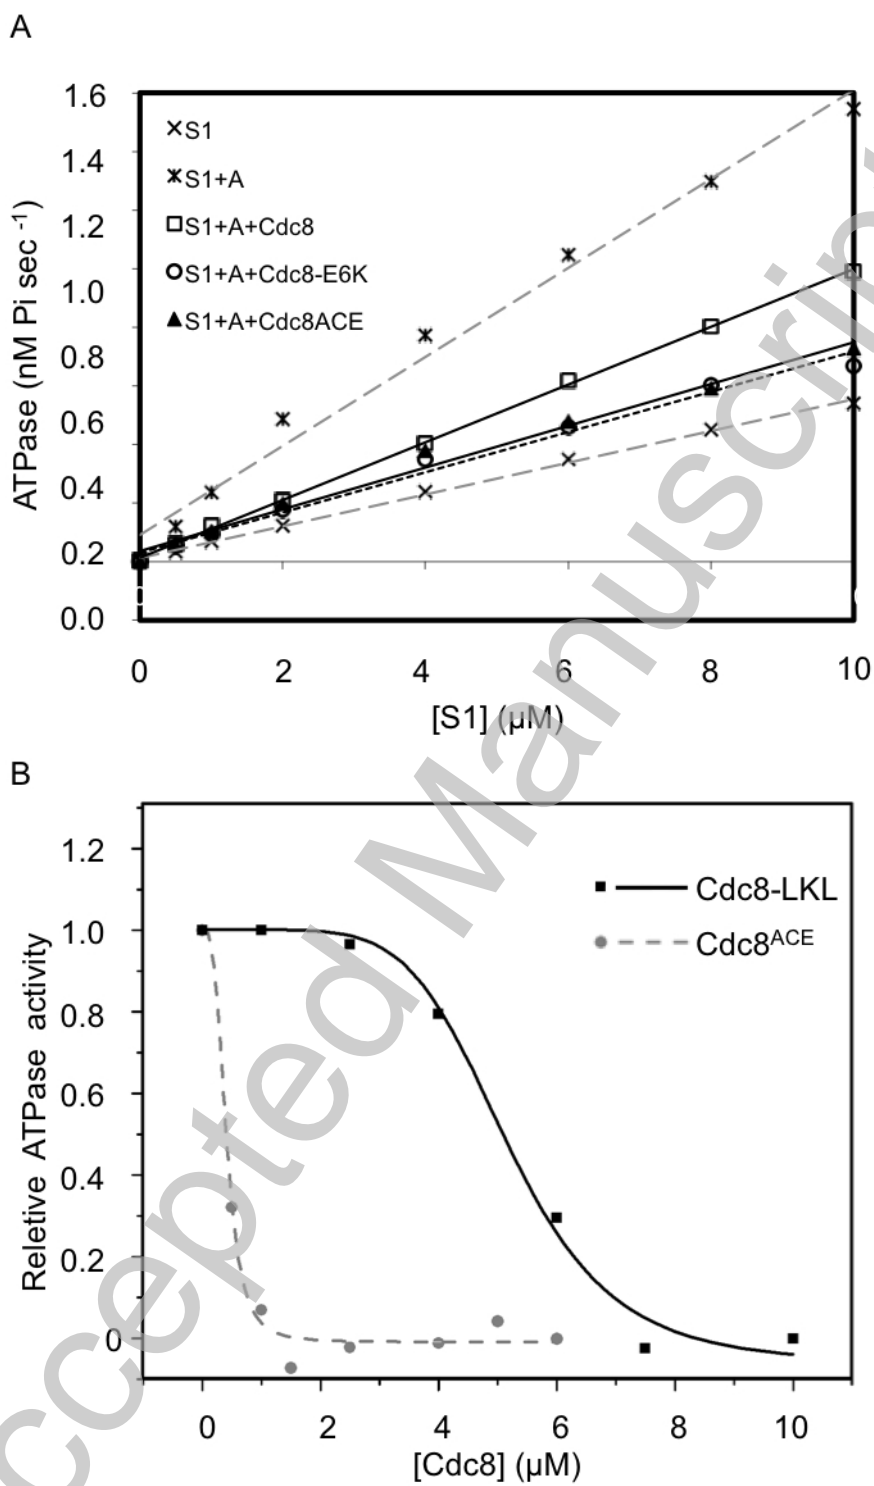 A
1.6
1.4
1.2
1.0
0.8
0.6
0.4
0.2
0.0
ATPase (nM Pi sec -1)
S1
S1+A
S1+A+Cdc8
S1+A+Cdc8-E6K
S1+A+Cdc8ACE
0 2 4 6 8 10
[S1] (μM)
B
1.2
1.0
0.8
0.6
0.4
0.2
0
Reletive ATPase activity
Cdc8-LKL
Cdc8ACE
0 2 4 6 8 10
[Cdc8] (μM)
Accepted Manuscript